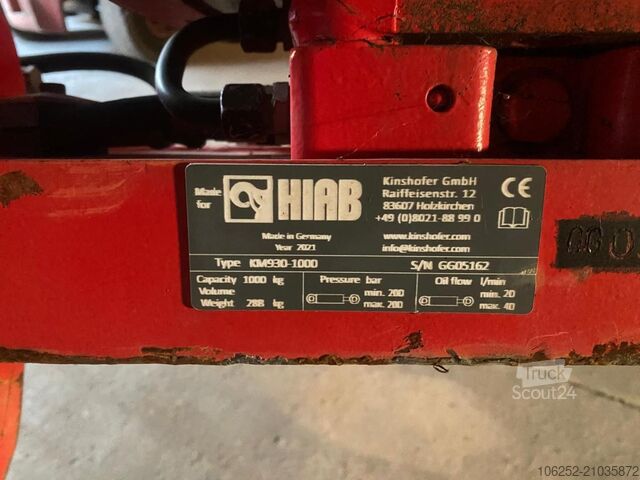 Made for
HIAB
Kinshofer GmbH
Raiffeisenstr. 12
83607 Holzkirchen
+49 (0)8021-88 99 0
CE
Made in Germany
Year 2021
www.kinshofer.com
info@kinshofer.com
Type KM930-1000 S/N GG05162
Capacity 1000 kg
Volume
Weight 288 kg
Pressure bar
min. 200
max. 200
Oil flow l/min
min. 20
max. 40
GG0
Truck
Scout24
106252-21035872